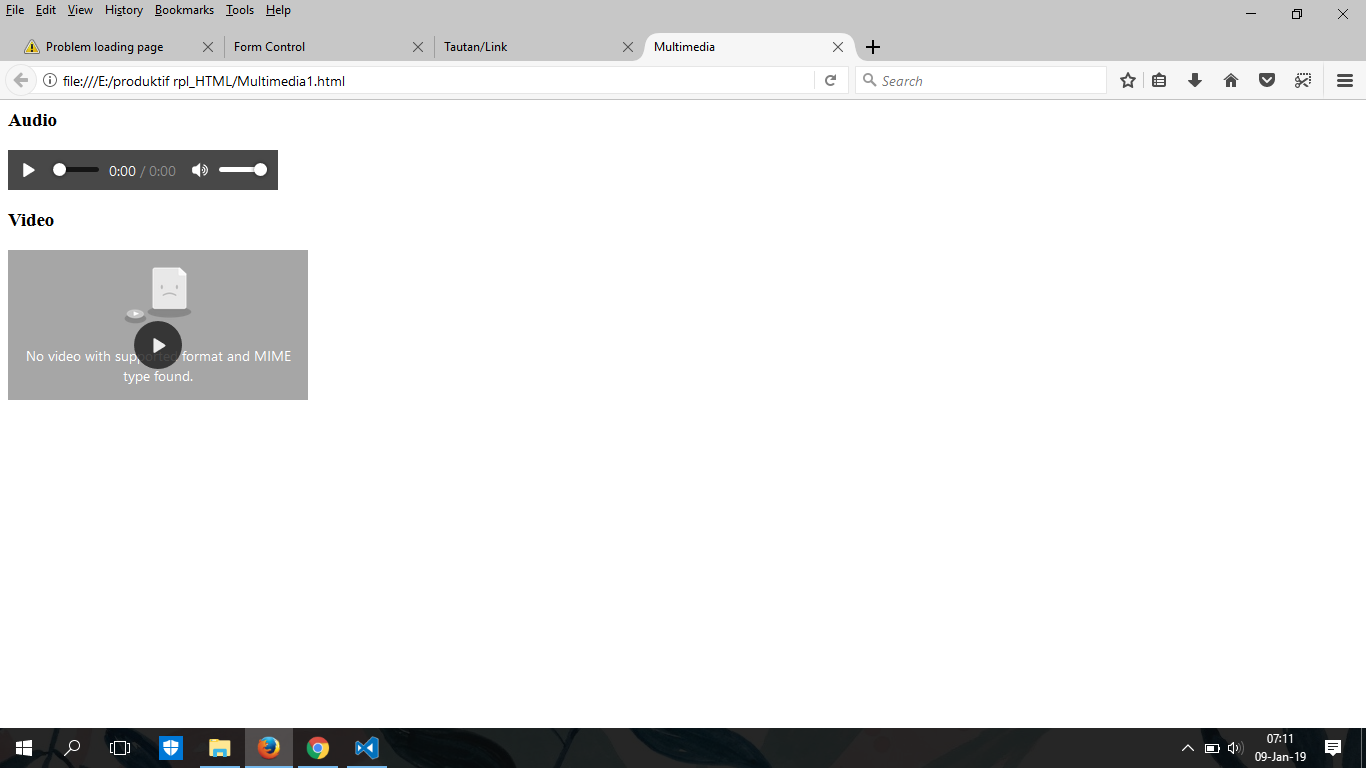 File Edit View History Bookmarks Tools Help
Problem loading page Form Control Tautan/Link Multimedia
file:///E:/produktif rpl_HTML/Multimedia1.html Search
Audio
0:00 / 0:00
Video
No video with supported format and MIME
type found.
07:11
09-Jan-19